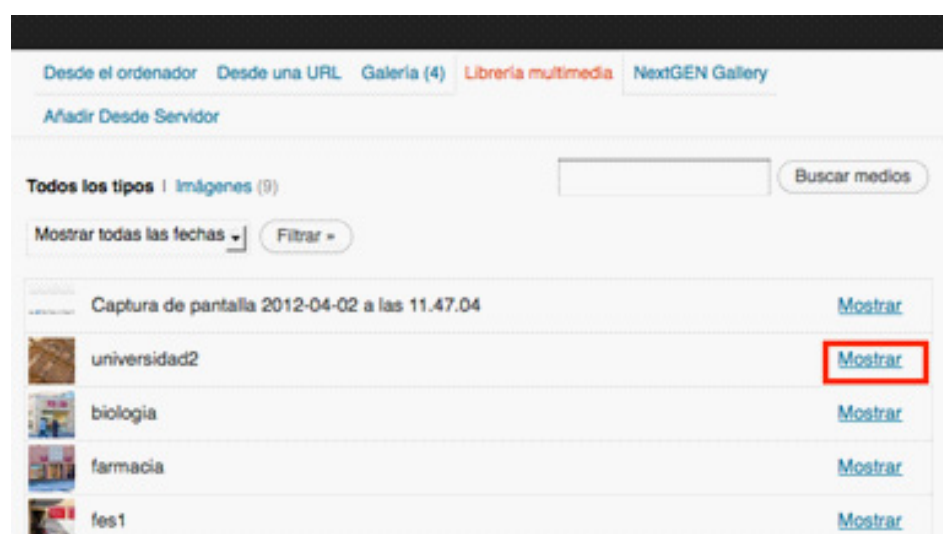 Desde el ordenador Desde una URL Galería (4) Librería multimedia NextGEN Gallery
Añadir Desde Servidor
Buscar medios
Todos los tipos | Imágenes (9)
Mostrar todas las fechas Filtrar »
Captura de pantalla 2012-04-02 a las 11.47.04 Mostrar
universidad2 Mostrar
biologia Mostrar
farmacia Mostrar
fes1 Mostrar